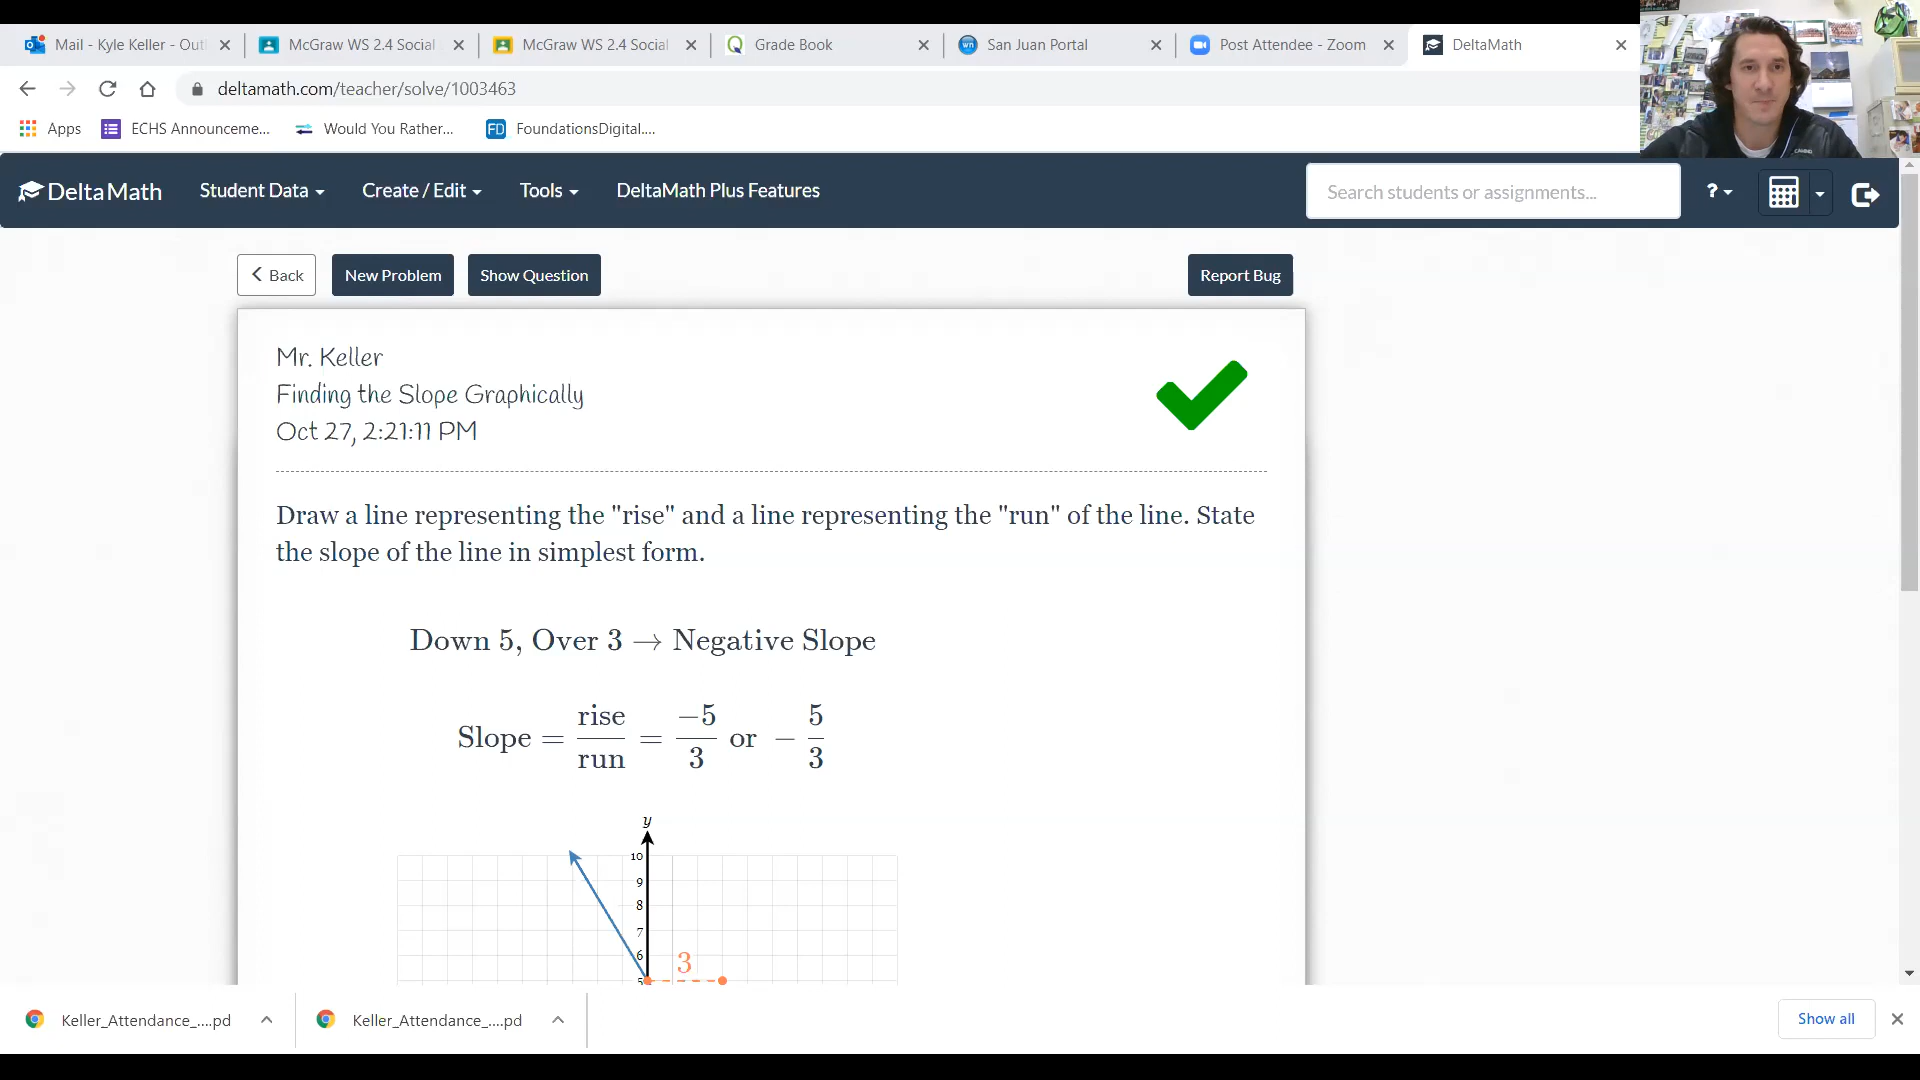 Mail - Kyle Keller - Outl
McGraw WS 2.4 Social
McGraw WS 2.4 Social
Grade Book
San Juan Portal
Post Attendee - Zoom
DeltaMath
deltamath.com/teacher/solve/1003463
Apps
ECHS Announceme...
Would You Rather...
FD
FoundationsDigital....
DeltaMath
Student Data
Create / Edit
Tools
DeltaMath Plus Features
Search students or assignments...
?
Back
New Problem
Show Question
Report Bug
Mr. Keller
Finding the Slope Graphically
Oct 27, 2:21:11 PM
Draw a line representing the "rise" and a line representing the "run" of the line. State
the slope of the line in simplest form.
Down 5, Over 3 → Negative Slope
Slope = rise/run = −5/3 or − 5/3
y
10
9
8
7
6
3
5
Keller_Attendance_....pd
Keller_Attendance_....pd
Show all